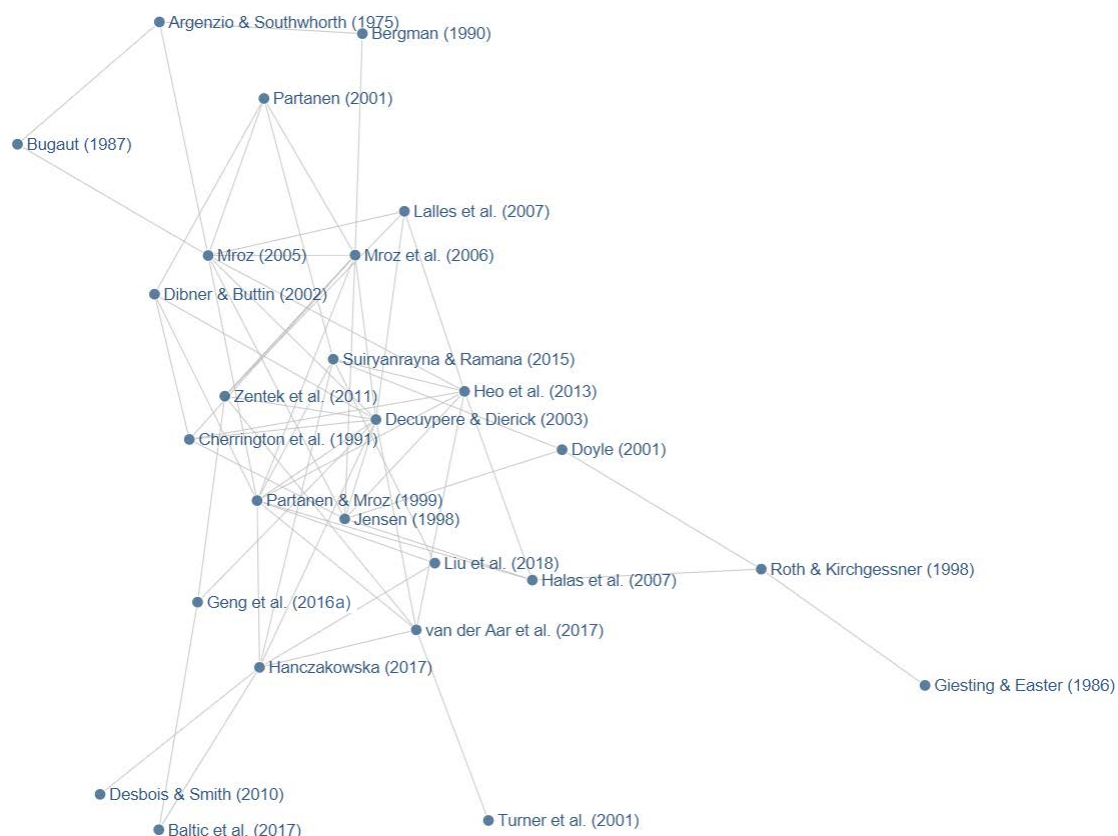 Argenzio & Southwhorth (1975)
Bergman (1990)
Partanen (2001)
Bugaut (1987)
Lalles et al. (2007)
Mroz (2005)
Mroz et al. (2006)
Dibner & Buttin (2002)
Suiryanrayna & Ramana (2015)
Heo et al. (2013)
Zentek et al. (2011)
Decuypere & Dierick (2003)
Cherrington et al. (1991)
Doyle (2001)
Partanen & Mroz (1999)
Jensen (1998)
Liu et al. (2018)
Roth & Kirchgessner (1998)
Halas et al. (2007)
Geng et al. (2016a)
van der Aar et al. (2017)
Hanczakowska (2017)
Giesting & Easter (1986)
Desbois & Smith (2010)
Turner et al. (2001)
Baltic et al. (2017)